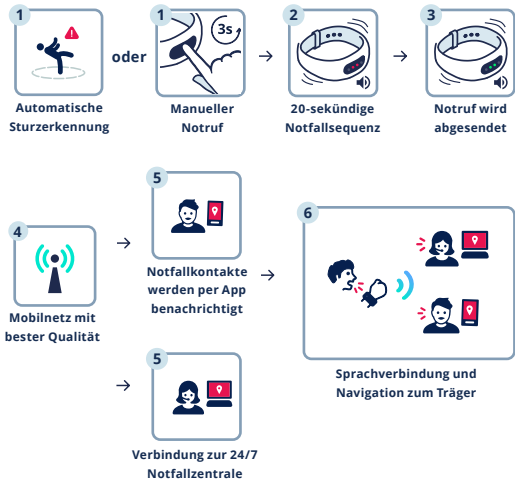 1
Automatische
Sturzerkennung
oder
1
3s
Manueller
Notruf
2
20-sekündige
Notfallsequenz
3
Notruf wird
abgesendet
4
Mobilnetz mit
bester Qualität
5
Notfallkontakte
werden per App
benachrichtigt
5
Verbindung zur 24/7
Notfallzentrale
6
Sprachverbindung und
Navigation zum Träger